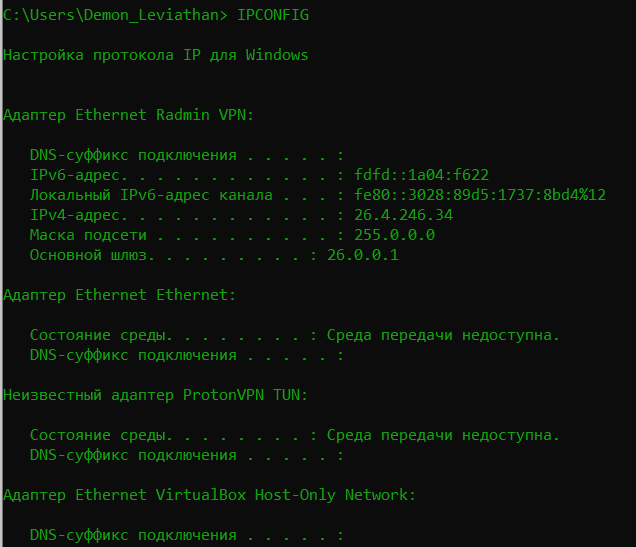 C:\Users\Demon_Leviathan> IPCONFIG
Настройка протокола IP для Windows
Адаптер Ethernet Radmin VPN:
DNS-суффикс подключения . . . . . :
IPv6-адрес. . . . . . . . . . . . : fdfd::1a04:f622
Локальный IPv6-адрес канала . . . : fe80::3028:89d5:1737:8bd4%12
IPv4-адрес. . . . . . . . . . . . : 26.4.246.34
Маска подсети . . . . . . . . . . : 255.0.0.0
Основной шлюз. . . . . . . . . : 26.0.0.1
Адаптер Ethernet Ethernet:
Состояние среды. . . . . . . . : Среда передачи недоступна.
DNS-суффикс подключения . . . . . :
Неизвестный адаптер ProtonVPN TUN:
Состояние среды. . . . . . . . : Среда передачи недоступна.
DNS-суффикс подключения . . . . . :
Адаптер Ethernet VirtualBox Host-Only Network:
DNS-суффикс подключения . . . . . :